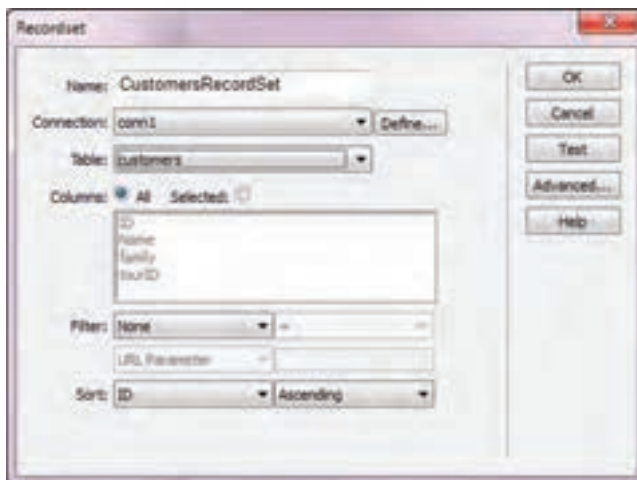 Recordset
Name: CustomersRecordSet
Connection: conn1 Define...
Table: customers
Columns: All Selected:
ID
Name
family
tourID
Filter: None =
URL Parameter
Sort: ID Ascending
OK
Cancel
Test
Advanced...
Help